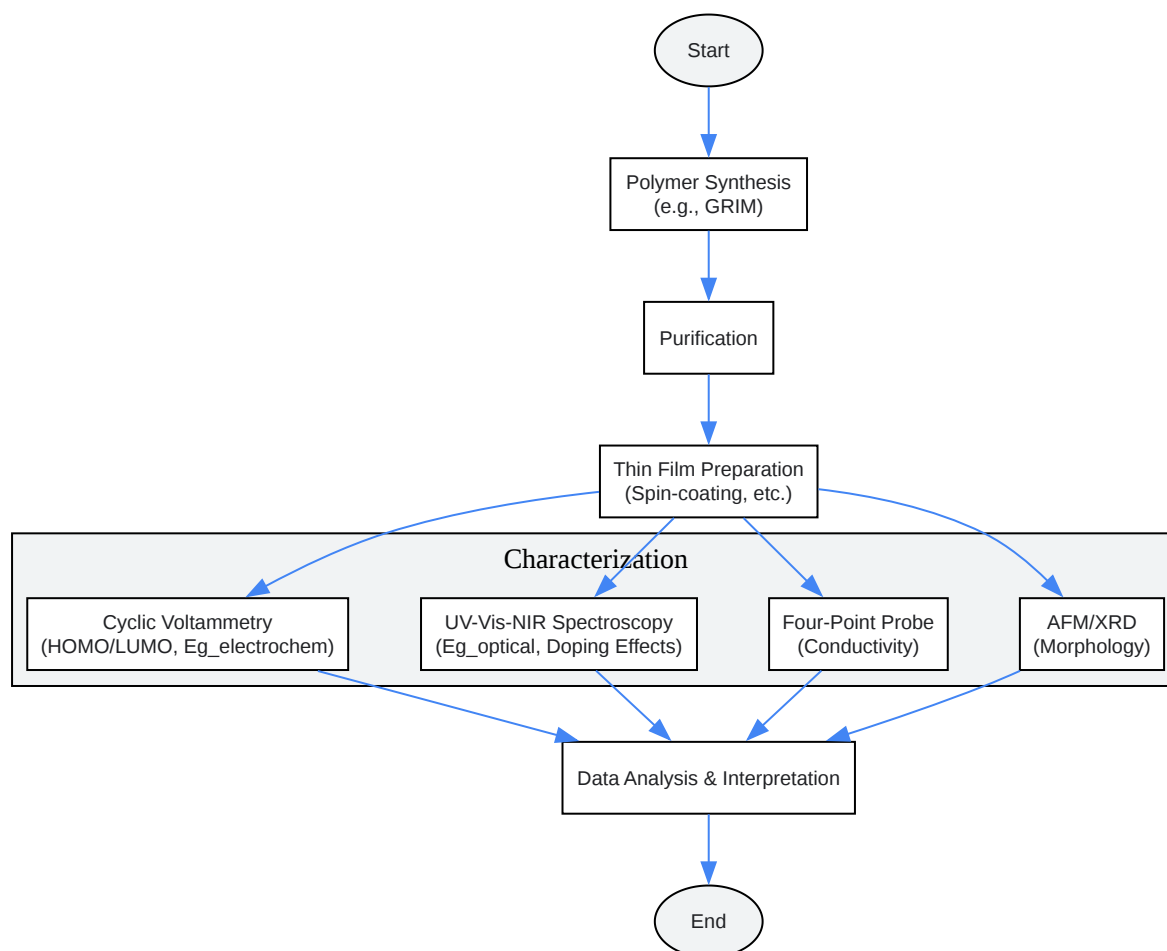 Start
Polymer Synthesis
(e.g., GRIM)
Purification
Thin Film Preparation
(Spin-coating, etc.)
Characterization
Cyclic Voltammetry
(HOMO/LUMO, Eg_electrochem)
UV-Vis-NIR Spectroscopy
(Eg_optical, Doping Effects)
Four-Point Probe
(Conductivity)
AFM/XRD
(Morphology)
Data Analysis & Interpretation
End